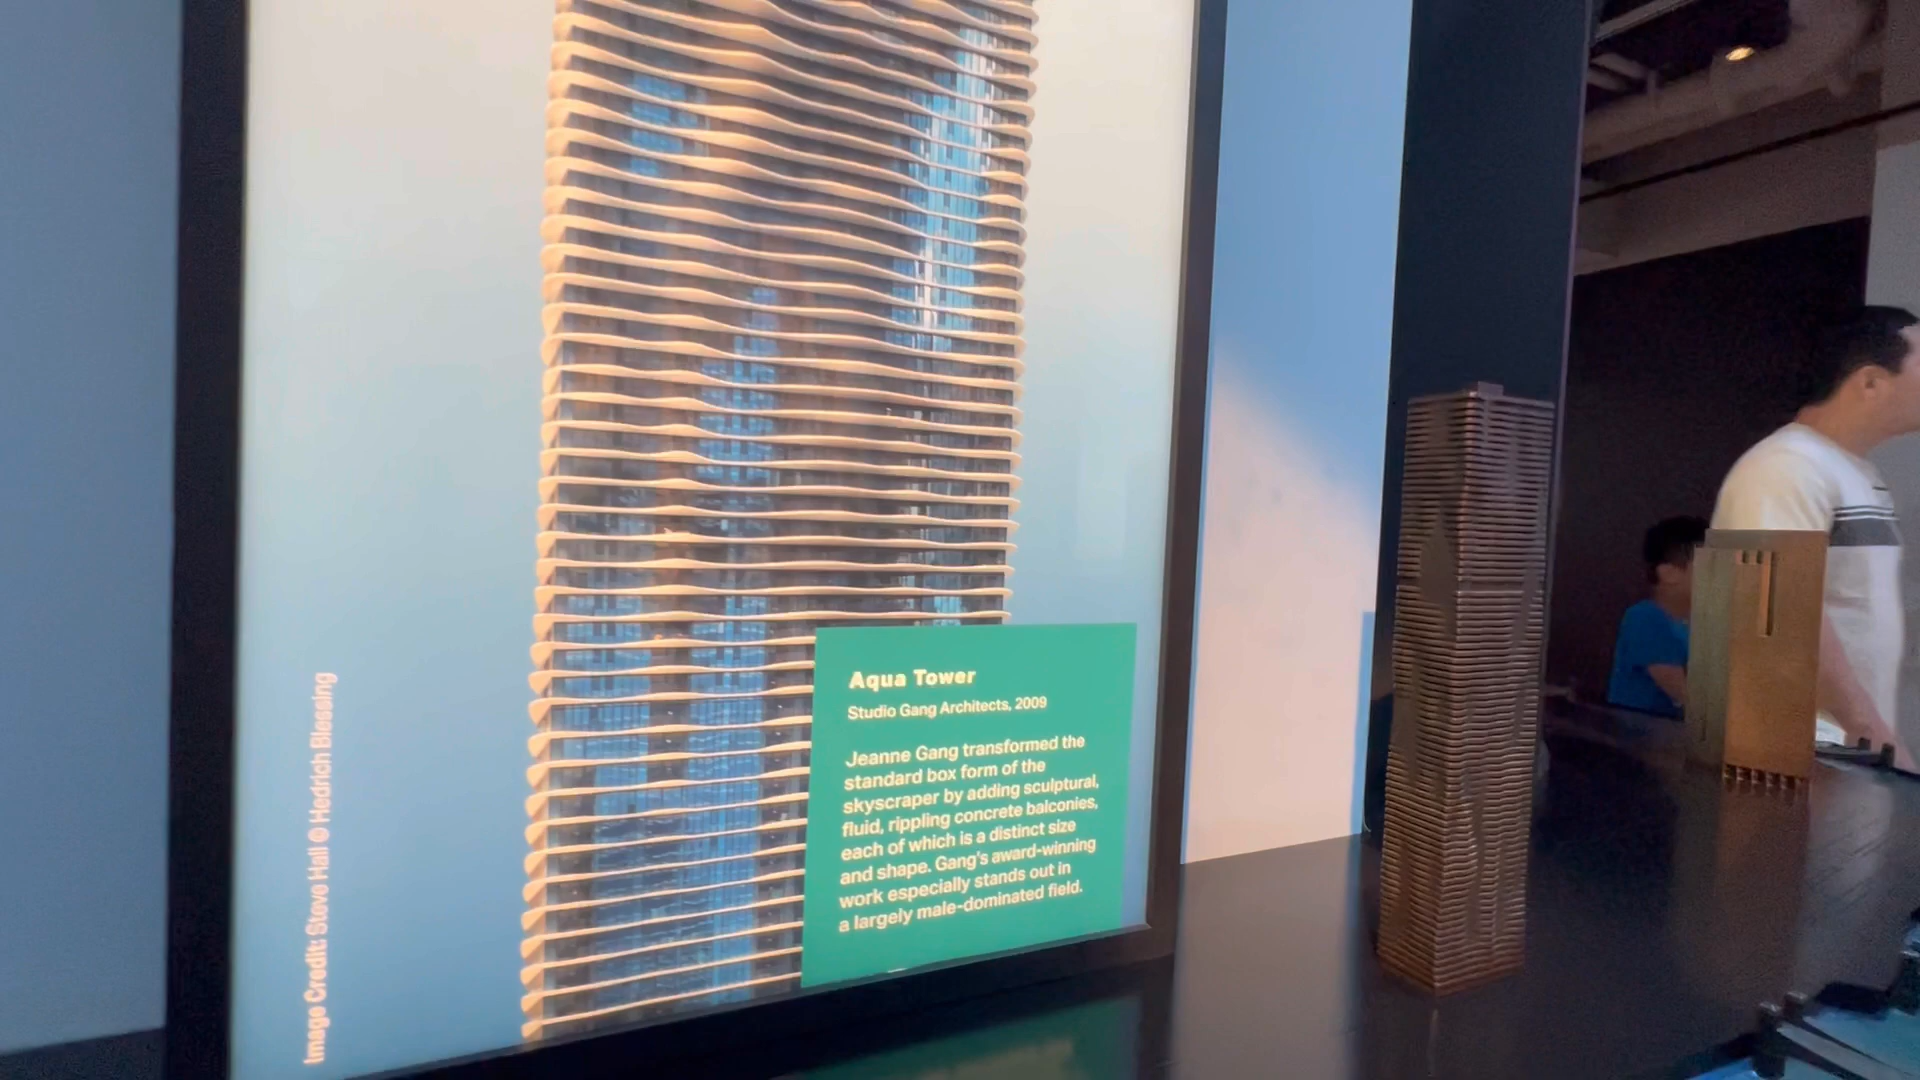 Aqua Tower
Studio Gang Architects, 2009
Jeanne Gang transformed the
standard box form of the
skyscraper by adding sculptural,
fluid, rippling concrete balconies,
each of which is a distinct size
and shape. Gang's award-winning
work especially stands out in
a largely male-dominated field.
Image Credit: Steve Hall © Hedrich Blessing